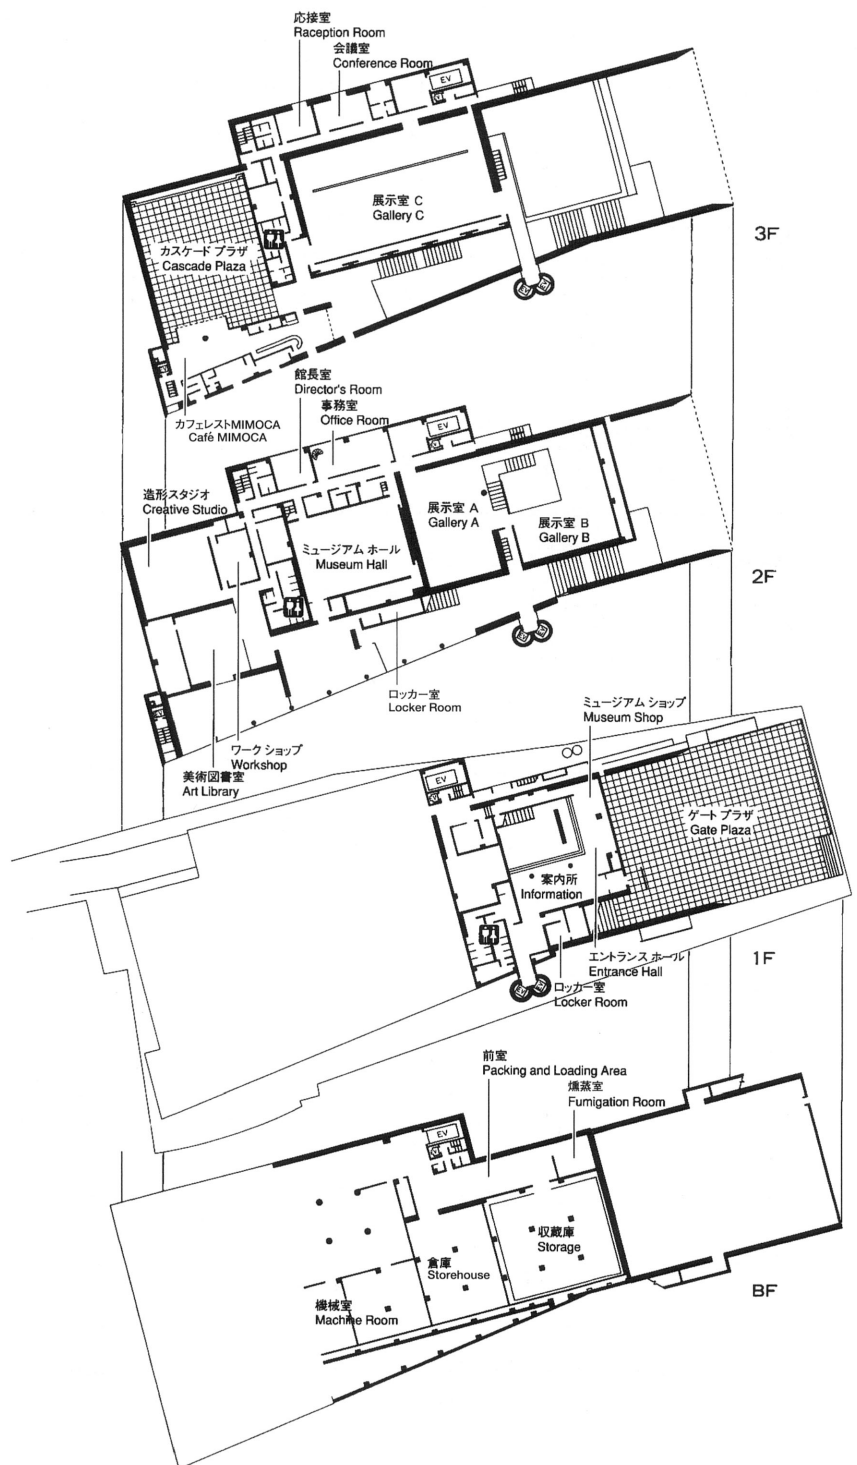 応接室
Raception Room
会議室
Conference Room
EV
展示室 C
Gallery C
カスケード プラザ
Cascade Plaza
3F
EV
EV
EV
カフェレストMIMOCA
Café MIMOCA
館長室
Director's Room
事務室
Office Room
EV
造形スタジオ
Creative Studio
展示室 A
Gallery A
展示室 B
Gallery B
ミュージアム ホール
Museum Hall
2F
EV
EV
ロッカー室
Locker Room
EV
ワーク ショップ
Workshop
美術図書室
Art Library
ミュージアム ショップ
Museum Shop
EV
ゲート プラザ
Gate Plaza
案内所
Information
エントランス ホール
Entrance Hall
1F
ロッカー室
Locker Room
EV
EV
前室
Packing and Loading Area
燻蒸室
Fumigation Room
EV
収蔵庫
Storage
倉庫
Storehouse
機械室
Machine Room
BF